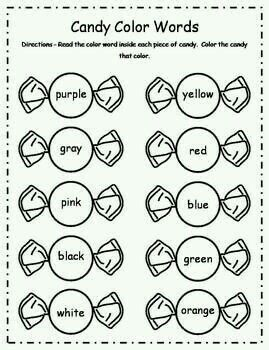 Candy Color Words
Directions - Read the color word inside each piece of candy. Color the candy
that color.
purple
yellow
gray
red
pink
blue
black
green
white
orange